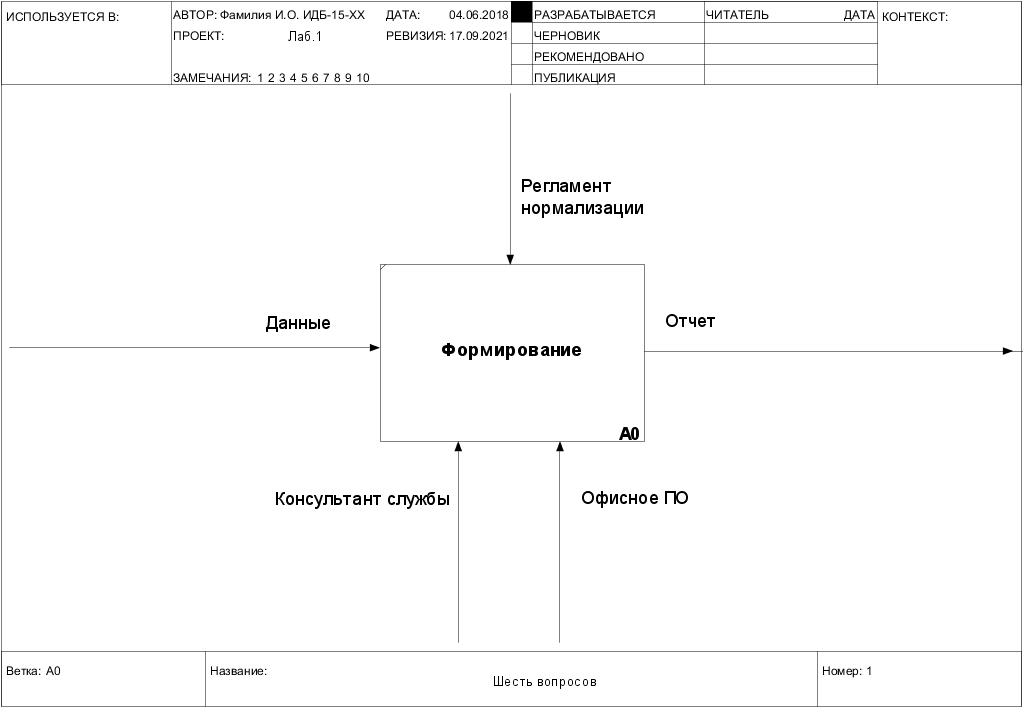 ИСПОЛЬЗУЕТСЯ В:
АВТОР: Фамилия И.О. ИДБ-15-ХХ
ДАТА: 04.06.2018
ПРОЕКТ: Лаб.1
РЕВИЗИЯ: 17.09.2021
ЗАМЕЧАНИЯ: 1 2 3 4 5 6 7 8 9 10
РАЗРАБАТЫВАЕТСЯ
ЧЕРНОВИК
РЕКОМЕНДОВАНО
ПУБЛИКАЦИЯ
ЧИТАТЕЛЬ ДАТА
КОНТЕКСТ:
Регламент
нормализации
Данные
Формирование
A0
Отчет
Консультант службы
Офисное ПО
Ветка: A0
Название:
Шесть вопросов
Номер: 1